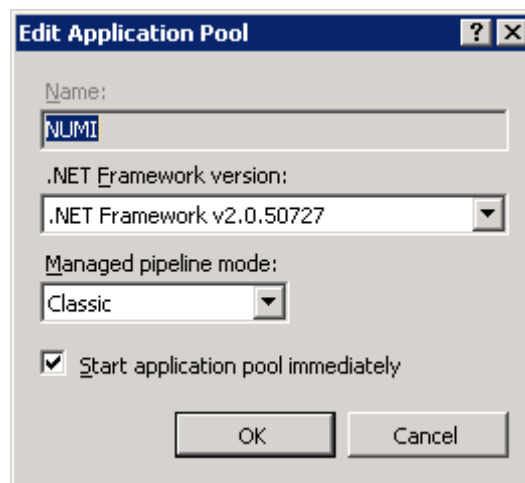 Edit Application Pool
Name:
NUMI
.NET Framework version:
.NET Framework v2.0.50727
Managed pipeline mode:
Classic
Start application pool immediately
OK Cancel